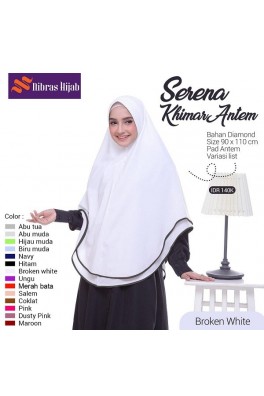 Nibras Hijab
Serena
Khimar Antem
Bahan Diamond
Size 90 x 110 cm
Pad Antem
Variasi list
IDR 140K
Color :
Abu tua
Abu muda
Hijau muda
Biru muda
Navy
Hitam
Broken white
Ungu
Merah bata
Salem
Coklat
Pink
Dusty Pink
Maroon
Broken White